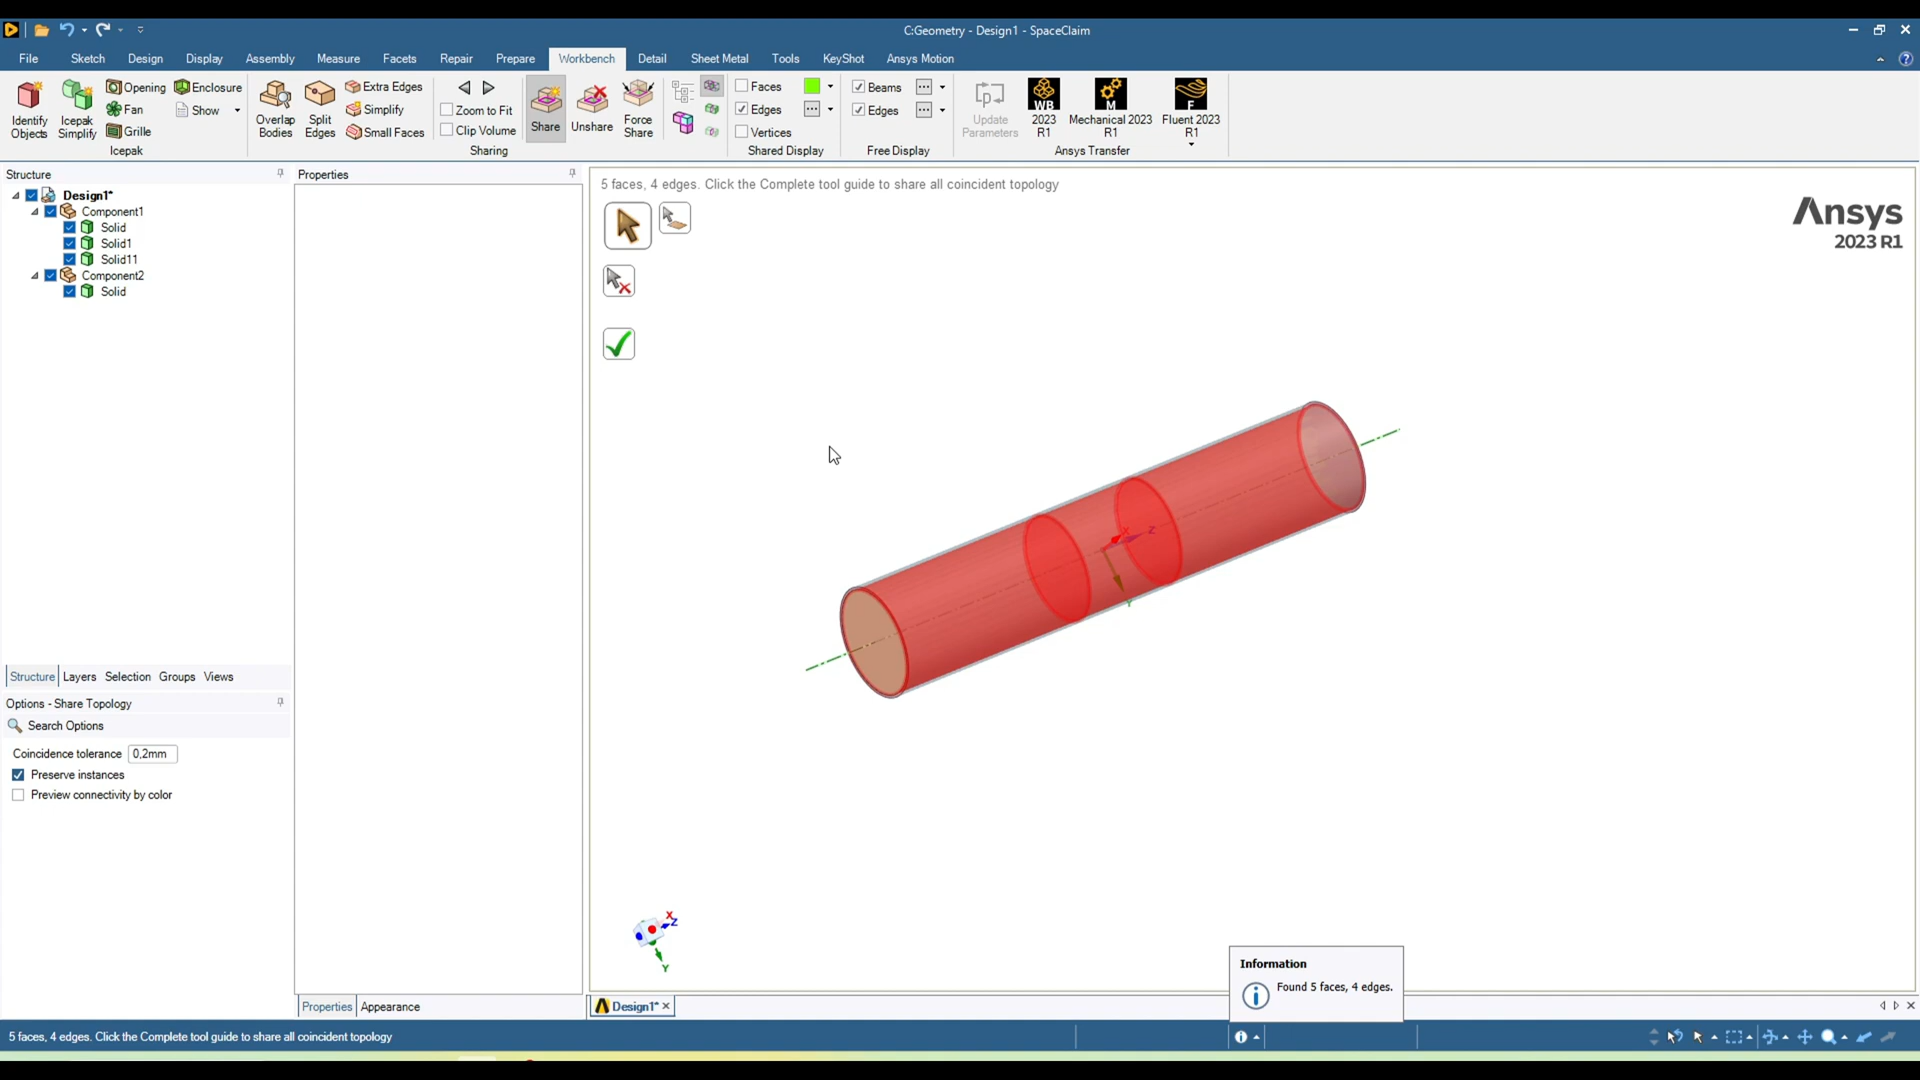 C:Geometry - Design1 - SpaceClaim
File Sketch Design Display Assembly Measure Facets Repair Prepare Workbench Detail Sheet Metal Tools KeyShot Ansys Motion
Identify Objects
Icepak Simplify
Opening
Fan
Grille
Enclosure
Show
Icepak
Overlap Bodies
Split Edges
Extra Edges
Simplify
Small Faces
Zoom to Fit
Clip Volume
Share
Unshare
Force Share
Sharing
Faces
Edges
Vertices
Shared Display
Beams
Edges
Free Display
Update Parameters
WB
2023 R1
M
Mechanical 2023 R1
F
Fluent 2023 R1
Ansys Transfer
Structure
Design1*
Component1
Solid
Solid1
Solid11
Component2
Solid
Structure Layers Selection Groups Views
Options - Share Topology
Search Options
Coincidence tolerance 0,2mm
Preserve instances
Preview connectivity by color
Properties
Properties Appearance
5 faces, 4 edges. Click the Complete tool guide to share all coincident topology
Ansys
2023 R1
X
Z
Y
X
Z
Y
Information
Found 5 faces, 4 edges.
Design1*
5 faces, 4 edges. Click the Complete tool guide to share all coincident topology